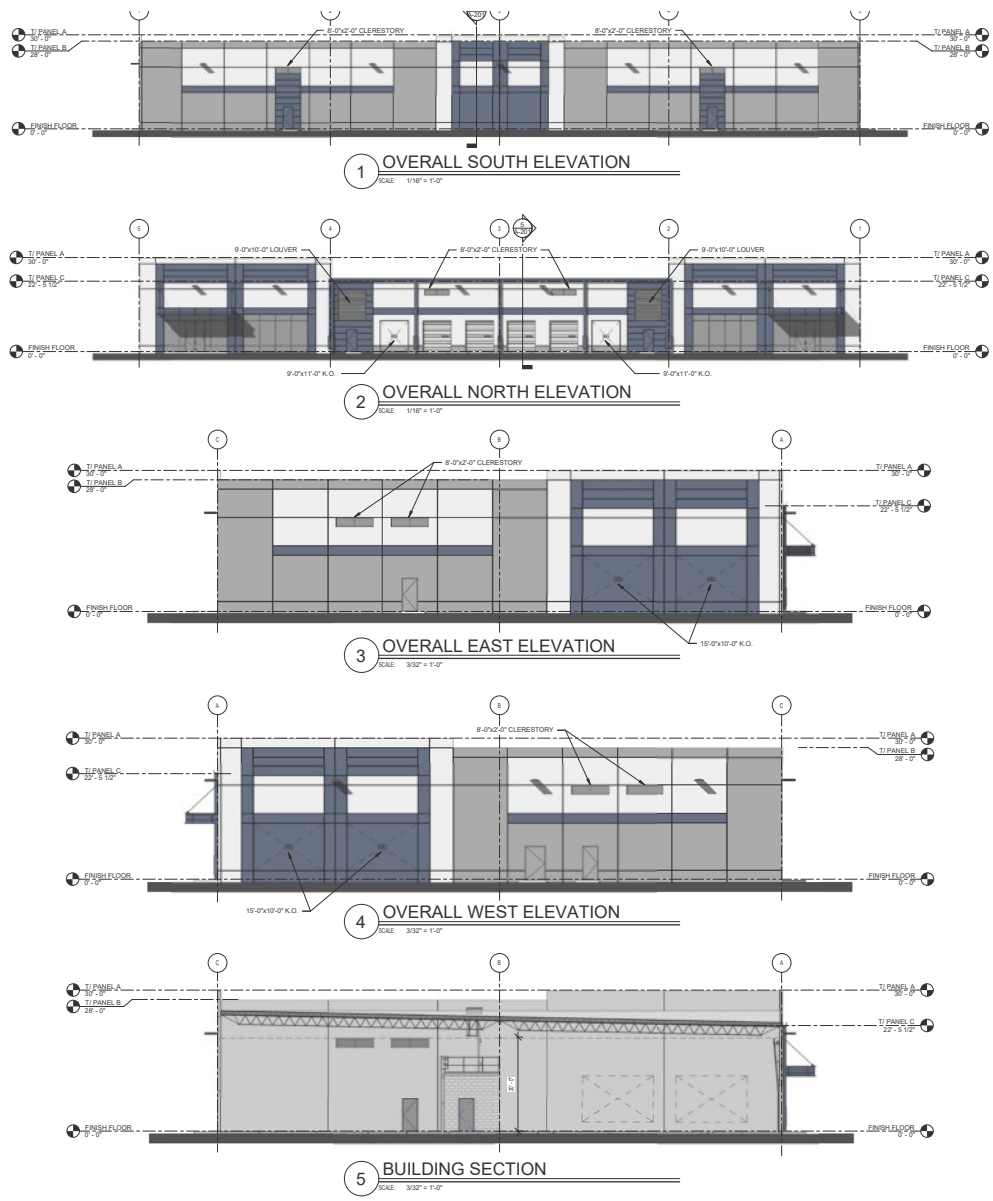 A-201
T/ PANEL A
30' - 0"
T/ PANEL B
28' - 0"
8'-0"x2'-0" CLERESTORY
8'-0"x2'-0" CLERESTORY
T/ PANEL A
30' - 0"
T/ PANEL B
28' - 0"
FINISH FLOOR
0' - 0"
FINISH FLOOR
0' - 0"
1 OVERALL SOUTH ELEVATION
SCALE: 1/16" = 1'-0"
5 4 3 5 2 1
A-201
T/ PANEL A
30' - 0"
T/ PANEL C
22' - 5 1/2"
9'-0"x10'-0" LOUVER
8'-0"x2'-0" CLERESTORY
9'-0"x10'-0" LOUVER
T/ PANEL A
30' - 0"
T/ PANEL C
22' - 5 1/2"
FINISH FLOOR
0' - 0"
FINISH FLOOR
0' - 0"
9'-0"x11'-0" K.O.
9'-0"x11'-0" K.O.
2 OVERALL NORTH ELEVATION
SCALE: 1/16" = 1'-0"
C B A
T/ PANEL A
30' - 0"
T/ PANEL B
28' - 0"
8'-0"x2'-0" CLERESTORY
T/ PANEL A
30' - 0"
T/ PANEL C
22' - 5 1/2"
FINISH FLOOR
0' - 0"
FINISH FLOOR
0' - 0"
15'-0"x10'-0" K.O.
3 OVERALL EAST ELEVATION
SCALE: 3/32" = 1'-0"
A B C
T/ PANEL A
30' - 0"
T/ PANEL C
22' - 5 1/2"
8'-0"x2'-0" CLERESTORY
T/ PANEL A
30' - 0"
T/ PANEL B
28' - 0"
FINISH FLOOR
0' - 0"
FINISH FLOOR
0' - 0"
15'-0"x10'-0" K.O.
4 OVERALL WEST ELEVATION
SCALE: 3/32" = 1'-0"
C B A
T/ PANEL A
30' - 0"
T/ PANEL B
28' - 0"
T/ PANEL A
30' - 0"
T/ PANEL C
22' - 5 1/2"
20' - 0"
FINISH FLOOR
0' - 0"
FINISH FLOOR
0' - 0"
5 BUILDING SECTION
SCALE: 3/32" = 1'-0"